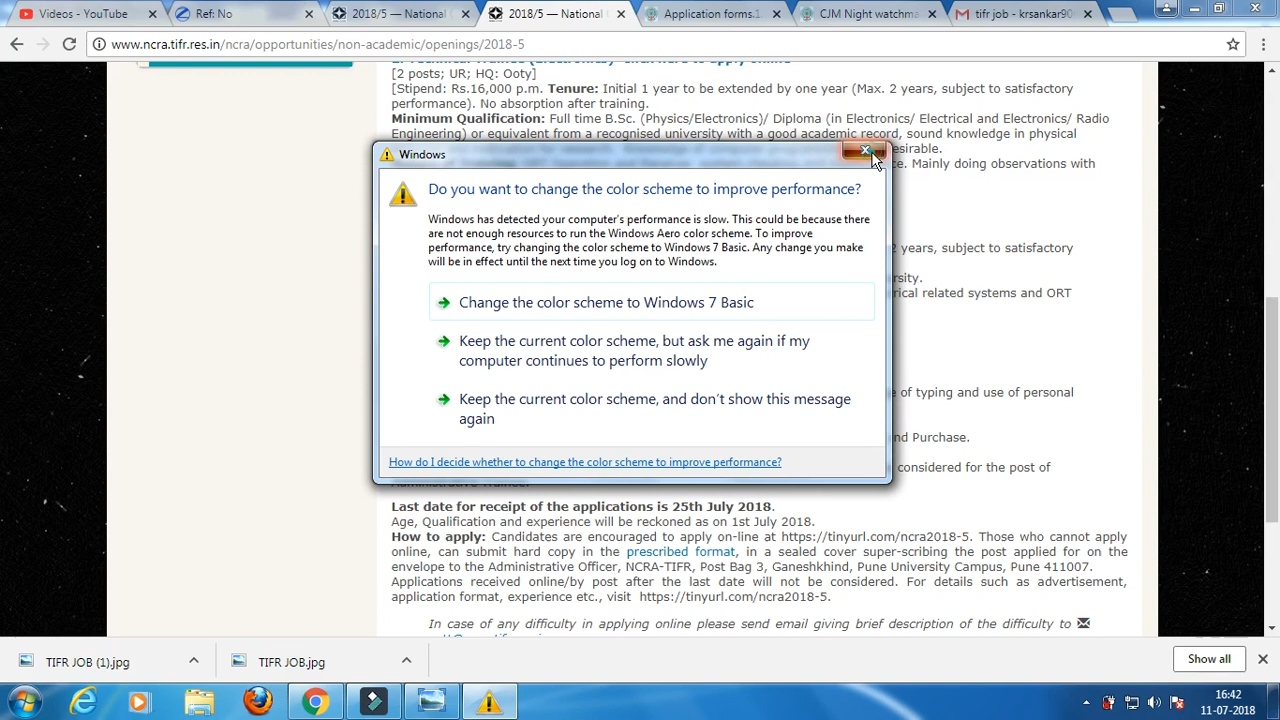 Videos - YouTube
Ref: No
2018/5 — National C
2018/5 — National C
Application forms.1
CJM Night watchma
tifr.job - krsankar90
www.ncra.tifr.res.in/ncra/opportunities/non-academic/openings/2018-5
[2 posts; UR; HQ: Ooty]
[Stipend: Rs.16,000 p.m. Tenure: Initial 1 year to be extended by one year (Max. 2 years, subject to satisfactory
performance). No absorption after training.
Minimum Qualification: Full time B.Sc. (Physics/Electronics)/ Diploma (in Electronics/ Electrical and Electronics/ Radio
Engineering) or equivalent from a recognised university with a good academic record, sound knowledge in physical
desirable.
Mainly doing observations with
2 years, subject to satisfactory
rsity.
rical related systems and ORT
e of typing and use of personal
nd Purchase.
considered for the post of
Windows
Do you want to change the color scheme to improve performance?
Windows has detected your computer's performance is slow. This could be because there
are not enough resources to run the Windows Aero color scheme. To improve
performance, try changing the color scheme to Windows 7 Basic. Any change you make
will be in effect until the next time you log on to Windows.
Change the color scheme to Windows 7 Basic
Keep the current color scheme, but ask me again if my
computer continues to perform slowly
Keep the current color scheme, and don't show this message
again
How do I decide whether to change the color scheme to improve performance?
Last date for receipt of the applications is 25th July 2018.
Age, Qualification and experience will be reckoned as on 1st July 2018.
How to apply: Candidates are encouraged to apply on-line at https://tinyurl.com/ncra2018-5. Those who cannot apply
online, can submit hard copy in the prescribed format, in a sealed cover super-scribing the post applied for on the
envelope to the Administrative Officer, NCRA-TIFR, Post Bag 3, Ganeshkhind, Pune University Campus, Pune 411007.
Applications received online/by post after the last date will not be considered. For details such as advertisement,
application format, experience etc., visit https://tinyurl.com/ncra2018-5.
In case of any difficulty in applying online please send email giving brief description of the difficulty to
TIFR JOB (1).jpg
TIFR JOB.jpg
Show all
16:42
11-07-2018